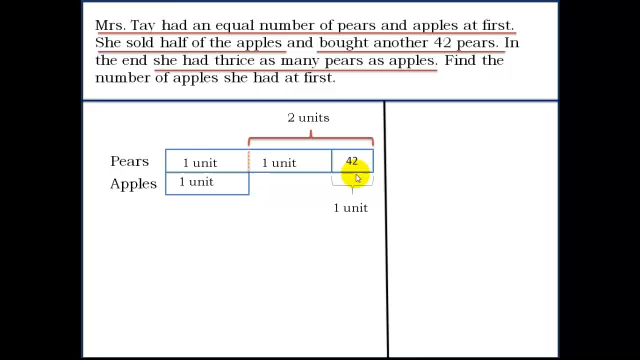 Mrs. Tay had an equal number of pears and apples at first.
She sold half of the apples and bought another 42 pears. In
the end she had thrice as many pears as apples. Find the
number of apples she had at first.
2 units
Pears 1 unit 1 unit 42
Apples 1 unit
1 unit